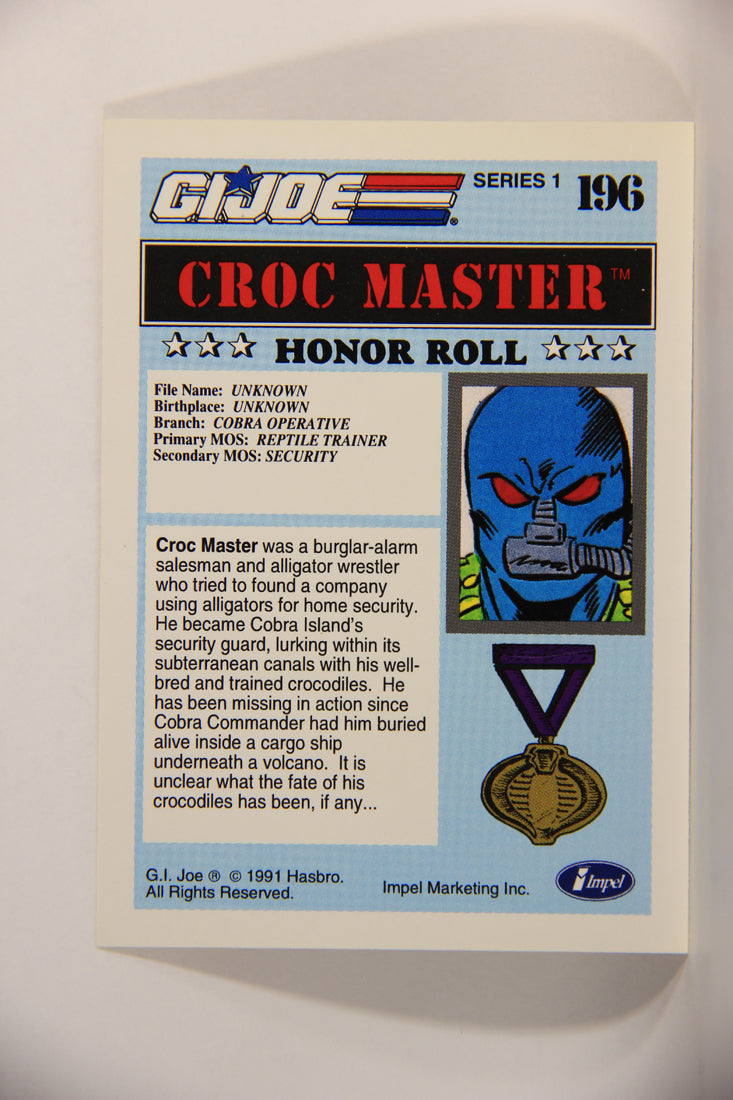 G.I. JOE ®
SERIES 1
196
CROC MASTER™
HONOR ROLL
File Name: UNKNOWN
Birthplace: UNKNOWN
Branch: COBRA OPERATIVE
Primary MOS: REPTILE TRAINER
Secondary MOS: SECURITY
Croc Master was a burglar-alarm
salesman and alligator wrestler
who tried to found a company
using alligators for home security.
He became Cobra Island's
security guard, lurking within its
subterranean canals with his well-
bred and trained crocodiles. He
has been missing in action since
Cobra Commander had him buried
alive inside a cargo ship
underneath a volcano. It is
unclear what the fate of his
crocodiles has been, if any...
G.I. Joe ® © 1991 Hasbro.
All Rights Reserved.
Impel Marketing Inc.
Impel